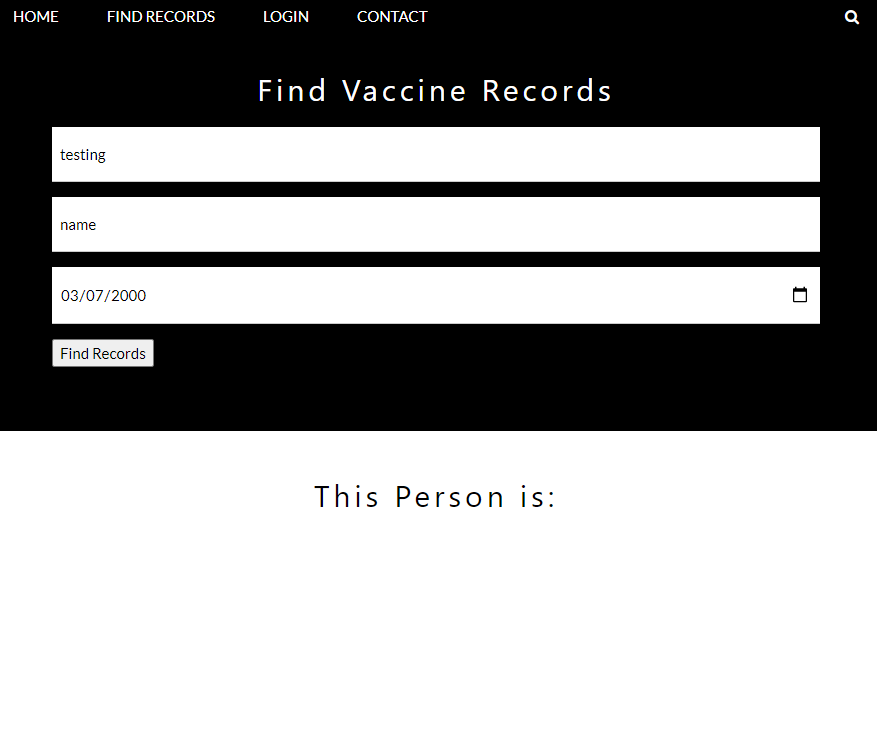 HOME FIND RECORDS LOGIN CONTACT
Find Vaccine Records
testing
name
03/07/2000
Find Records
This Person is: